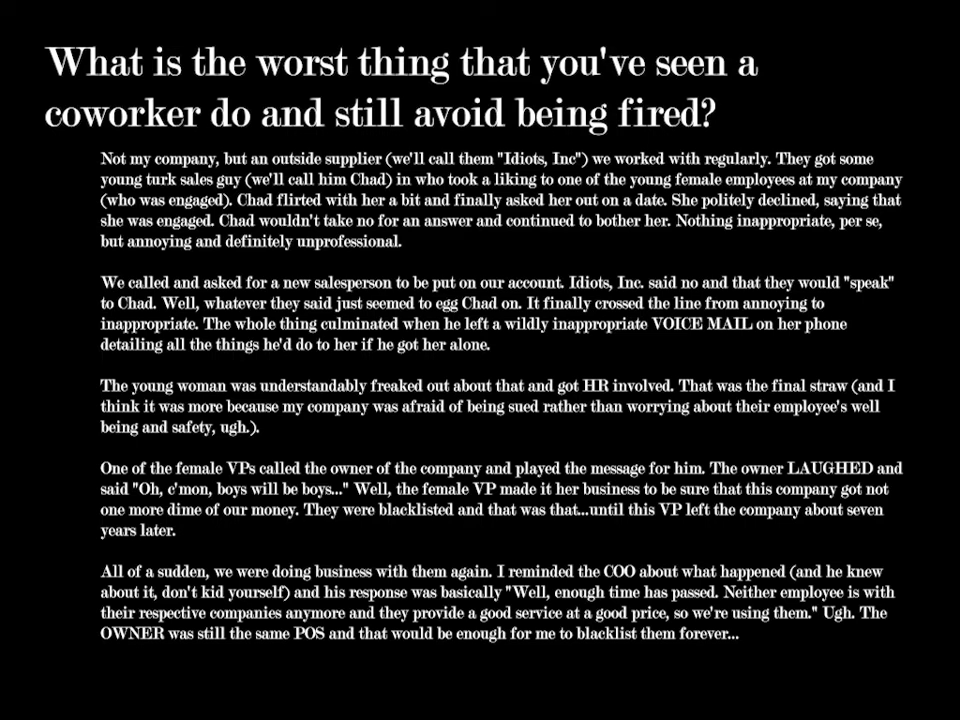 What is the worst thing that you've seen a
coworker do and still avoid being fired?
Not my company, but an outside supplier (we'll call them "Idiots, Inc") we worked with regularly. They got some
young turk sales guy (we'll call him Chad) in who took a liking to one of the young female employees at my company
(who was engaged). Chad flirted with her a bit and finally asked her out on a date. She politely declined, saying that
she was engaged. Chad wouldn't take no for an answer and continued to bother her. Nothing inappropriate, per se,
but annoying and definitely unprofessional.
We called and asked for a new salesperson to be put on our account. Idiots, Inc. said no and that they would "speak"
to Chad. Well, whatever they said just seemed to egg Chad on. It finally crossed the line from annoying to
inappropriate. The whole thing culminated when he left a wildly inappropriate VOICE MAIL on her phone
detailing all the things he'd do to her if he got her alone.
The young woman was understandably freaked out about that and got HR involved. That was the final straw (and I
think it was more because my company was afraid of being sued rather than worrying about their employee's well
being and safety, ugh.).
One of the female VPs called the owner of the company and played the message for him. The owner LAUGHED and
said "Oh, c'mon, boys will be boys..." Well, the female VP made it her business to be sure that this company got not
one more dime of our money. They were blacklisted and that was that...until this VP left the company about seven
years later.
All of a sudden, we were doing business with them again. I reminded the COO about what happened (and he knew
about it, don't kid yourself) and his response was basically "Well, enough time has passed. Neither employee is with
their respective companies anymore and they provide a good service at a good price, so we're using them." Ugh. The
OWNER was still the same POS and that would be enough for me to blacklist them forever...